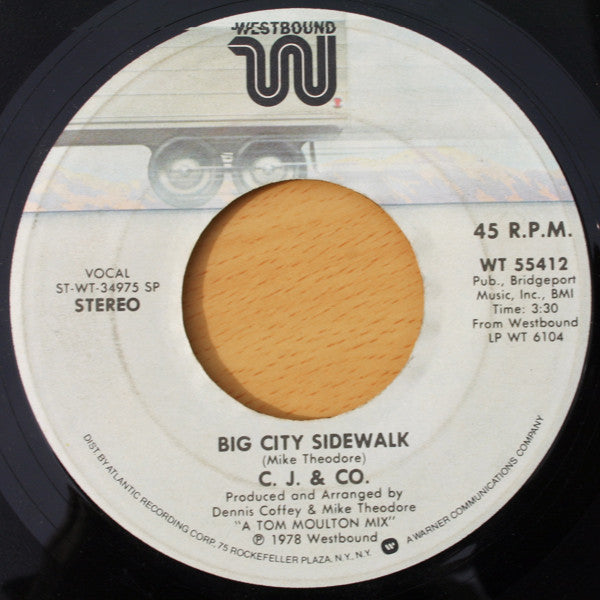 WESTBOUND
45 R.P.M.
WT 55412
Pub., Bridgeport
Music, Inc., BMI
Time: 3:30
From Westbound
LP WT 6104
VOCAL
ST-WT-34975 SP
STEREO
BIG CITY SIDEWALK
(Mike Theodore)
C. J. & CO.
Produced and Arranged by
Dennis Coffey & Mike Theodore
"A TOM MOULTON MIX"
℗ 1978 Westbound
DIST BY ATLANTIC RECORDING CORP. 75 ROCKEFELLER PLAZA, N.Y., N.Y. A WARNER COMMUNICATIONS COMPANY